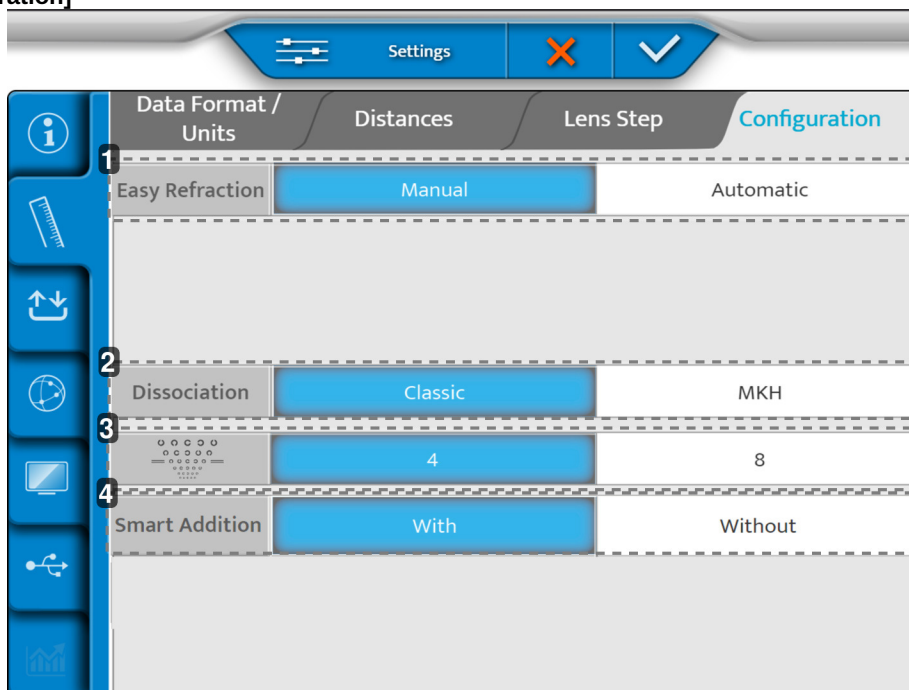 ration]
Settings
Data Format /
Units
Distances
Lens Step
Configuration
1
Easy Refraction
Manual
Automatic
2
Dissociation
Classic
MKH
3
4
8
4
Smart Addition
With
Without